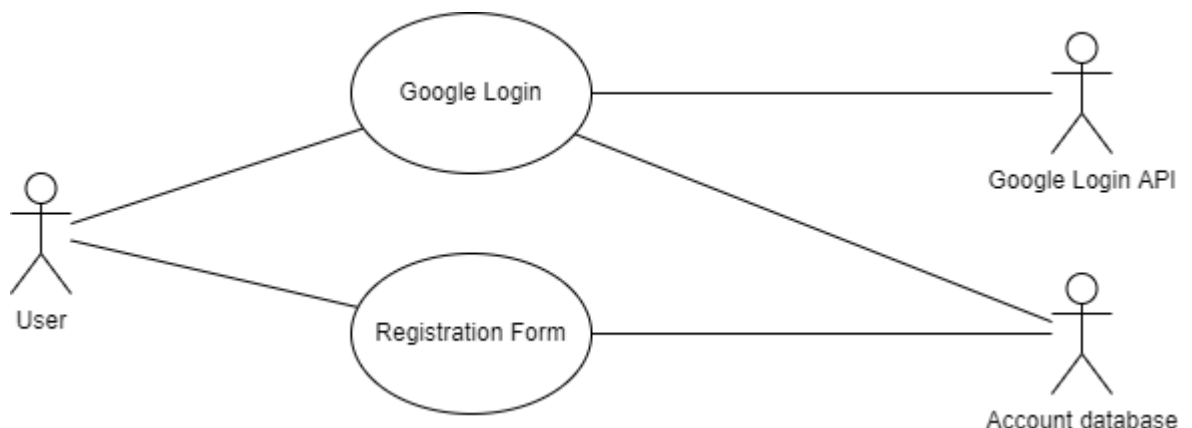 Google Login
Google Login API
User
Registration Form
Account database